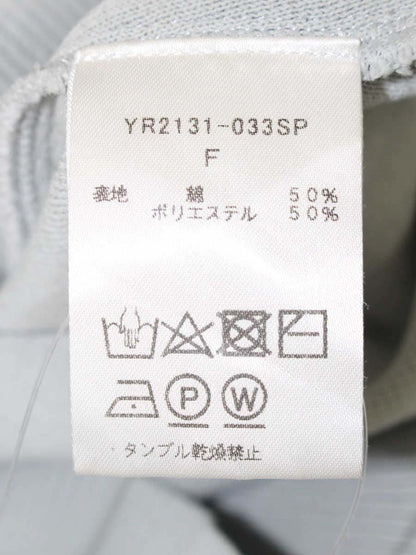 YR2131-033SP
F
表地 綿 50%
ポリエステル 50%
P W
・タンブル乾燥禁止